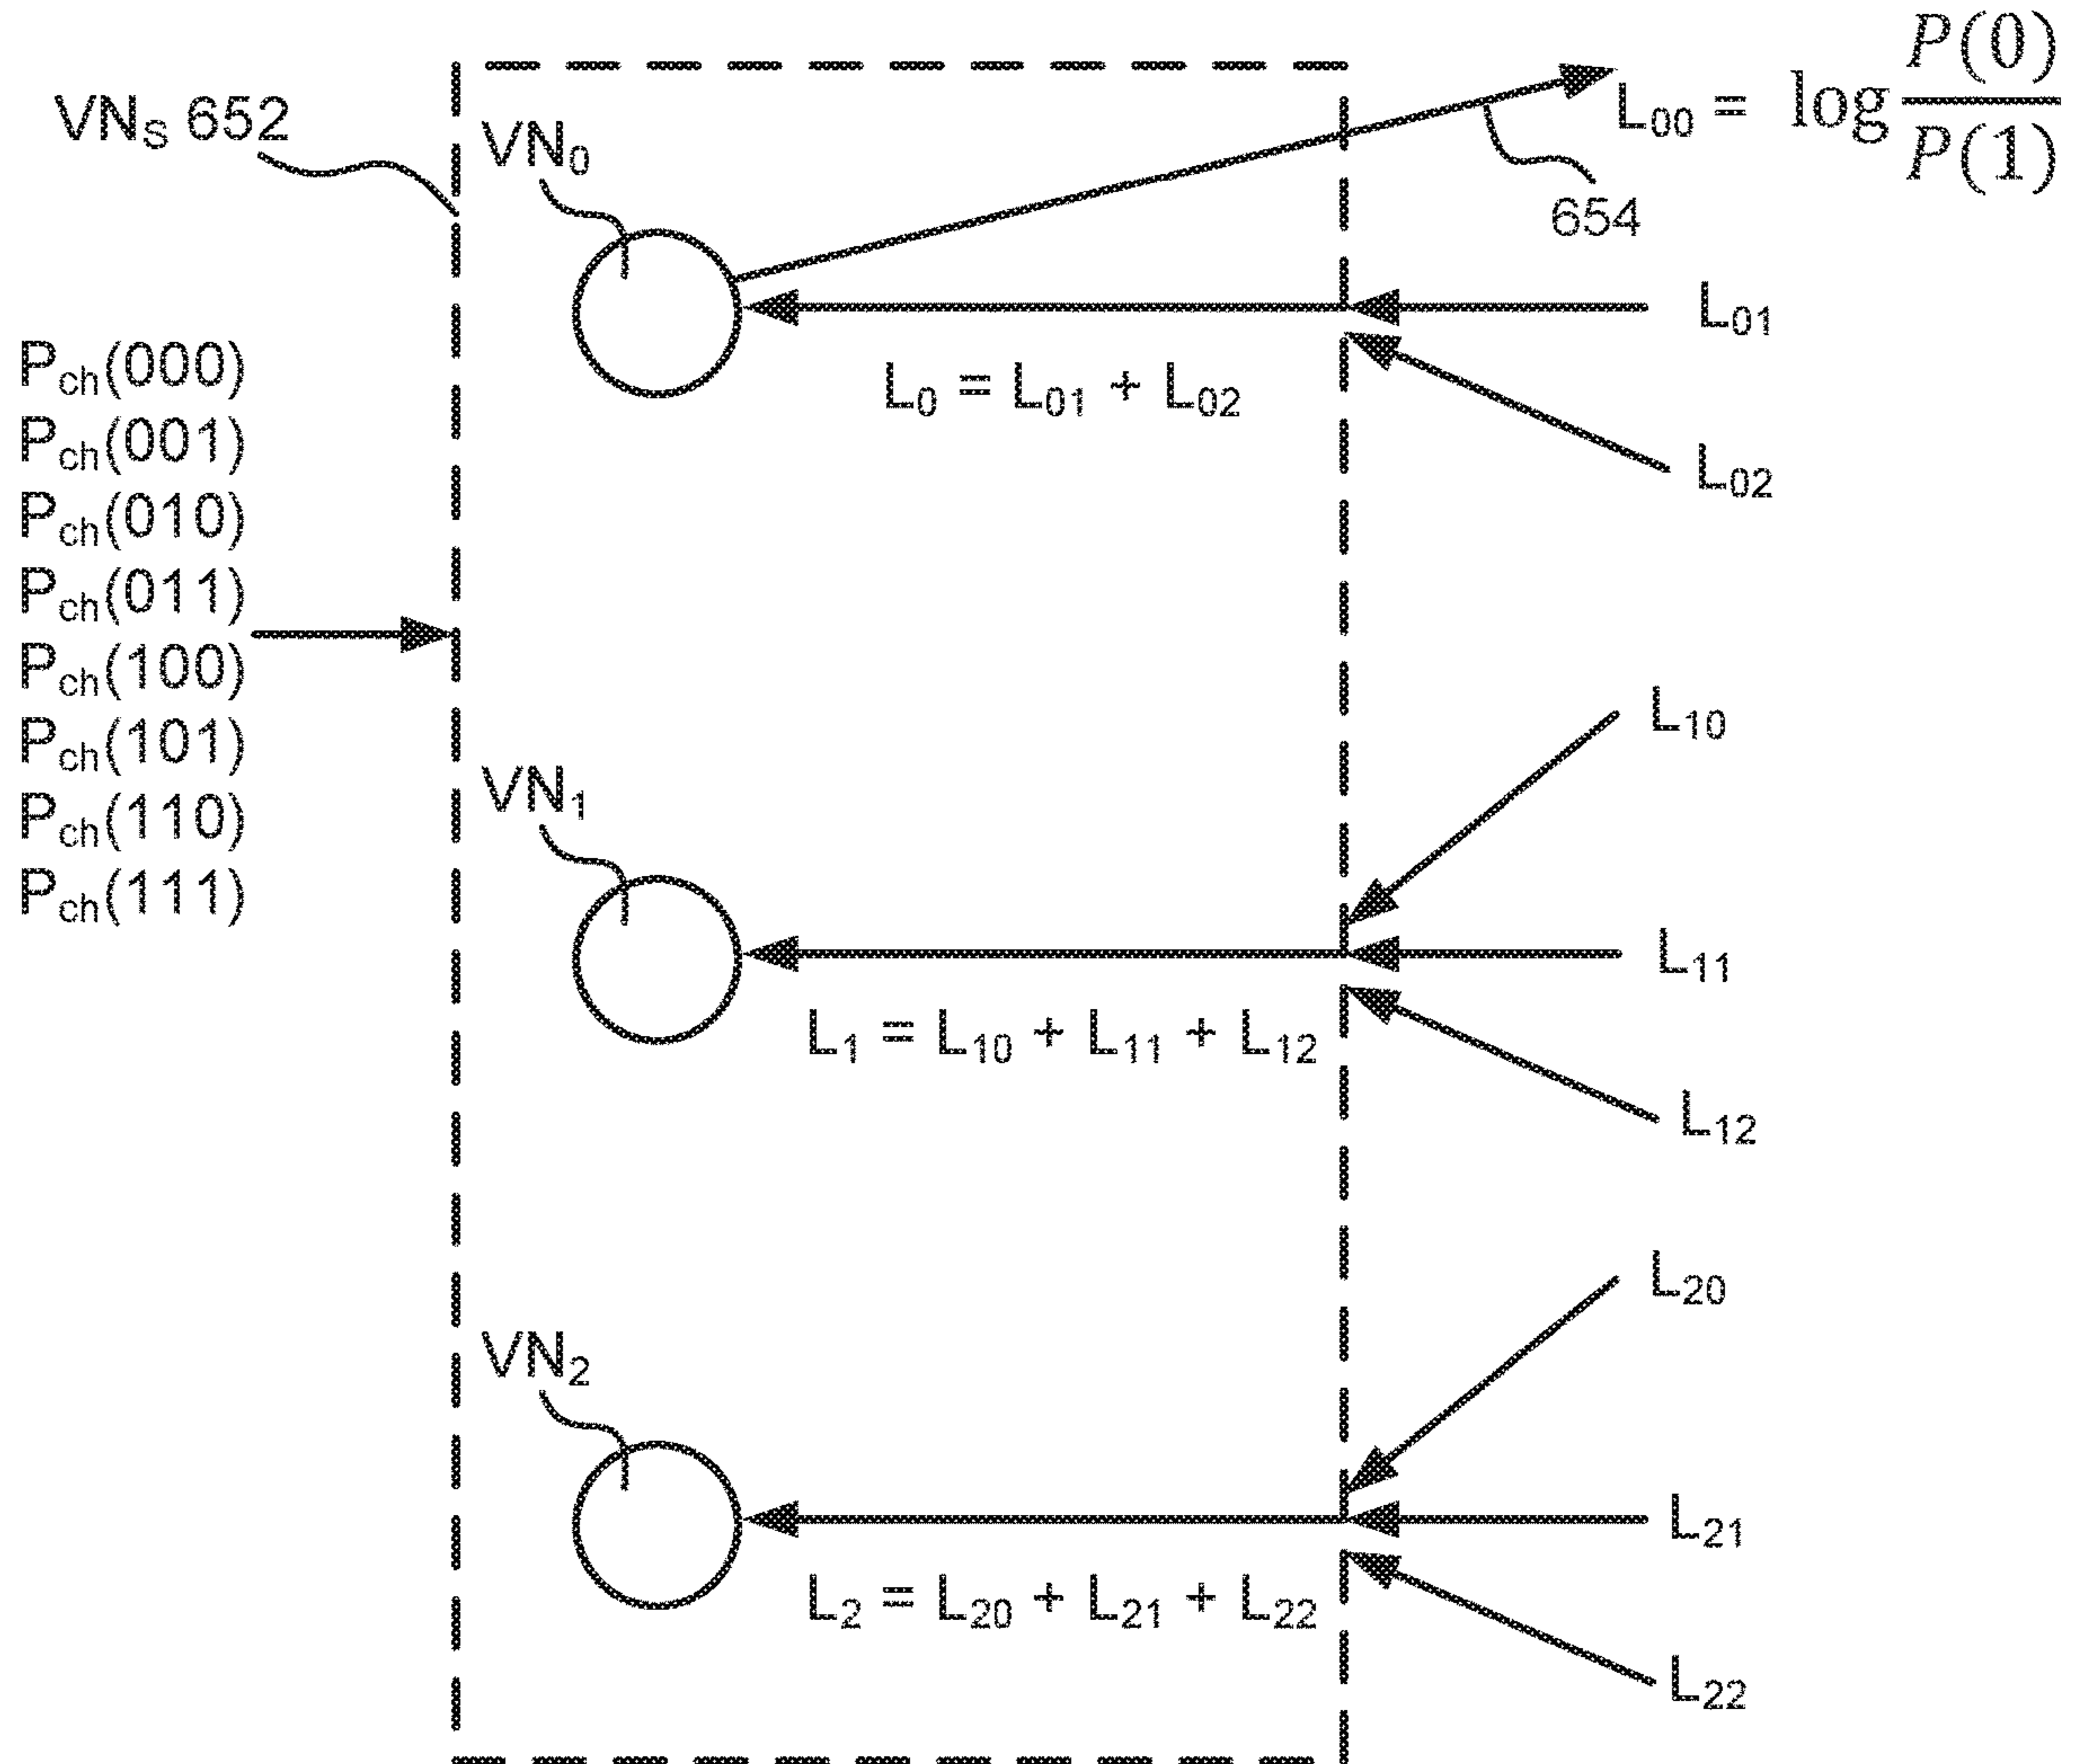 VNS 652
VN0
L00 = log P(0)/P(1)
654
L01
L0 = L01 + L02
L02
Pch(000)
Pch(001)
Pch(010)
Pch(011)
Pch(100)
Pch(101)
Pch(110)
Pch(111)
L10
VN1
L11
L1 = L10 + L11 + L12
L12
L20
VN2
L21
L2 = L20 + L21 + L22
L22